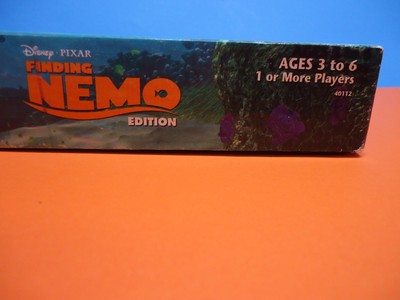 Disney · PIXAR
FINDING
NEMO
EDITION
AGES 3 to 6
1 or More Players
40112